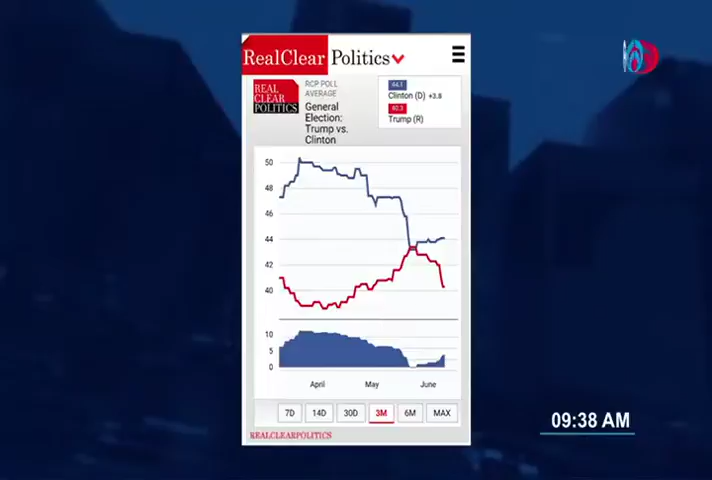 RealClear Politics
REAL
CLEAR
POLITICS
RCP POLL
AVERAGE
General
Election:
Trump vs.
Clinton
44.1
Clinton (D) +3.8
40.3
Trump (R)
50
48
46
44
42
40
10
5
0
April May June
7D 14D 30D 3M 6M MAX
REALCLEARPOLITICS
09:38 AM